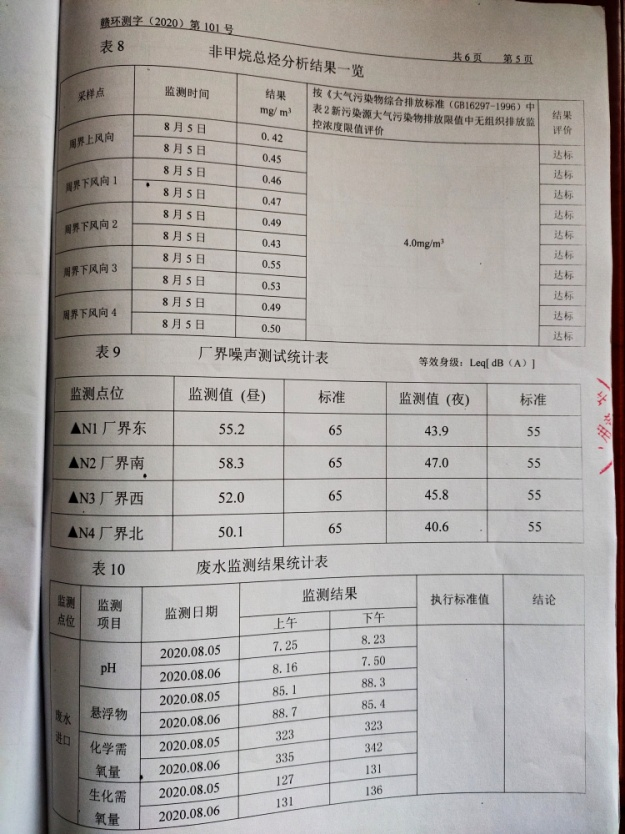 赣环测字（2020）第 101 号
共 6 页 第 5 页
表 8 非甲烷总烃分析结果一览
采样点 监测时间 结果 mg/m³ 按《大气污染物综合排放标准（GB16297-1996）中表 2 新污染源大气污染物排放限值中无组织排放监控浓度限值评价 结果评价
周界上风向 8 月 5 日 0.42 4.0mg/m³ 达标
8 月 5 日 0.45 达标
周界下风向 1 8 月 5 日 0.46 达标
8 月 5 日 0.47 达标
周界下风向 2 8 月 5 日 0.49 达标
8 月 5 日 0.43 达标
周界下风向 3 8 月 5 日 0.55 达标
8 月 5 日 0.53 达标
周界下风向 4 8 月 5 日 0.49 达标
8 月 5 日 0.50 达标
表 9 厂界噪声测试统计表 等效身级：Leq[ dB（A）]
监测点位 监测值 (昼) 标准 监测值 (夜) 标准
▲N1 厂界东 55.2 65 43.9 55
▲N2 厂界南 58.3 65 47.0 55
▲N3 厂界西 52.0 65 45.8 55
▲N4 厂界北 50.1 65 40.6 55
表 10 废水监测结果统计表
监测点位 监测项目 监测日期 监测结果 执行标准值 结论
上午 下午
废水进口 pH 2020.08.05 7.25 8.23
2020.08.06 8.16 7.50
悬浮物 2020.08.05 85.1 88.3
2020.08.06 88.7 85.4
化学需氧量 2020.08.05 323 323
2020.08.06 335 342
生化需氧量 2020.08.05 127 131
2020.08.06 131 136